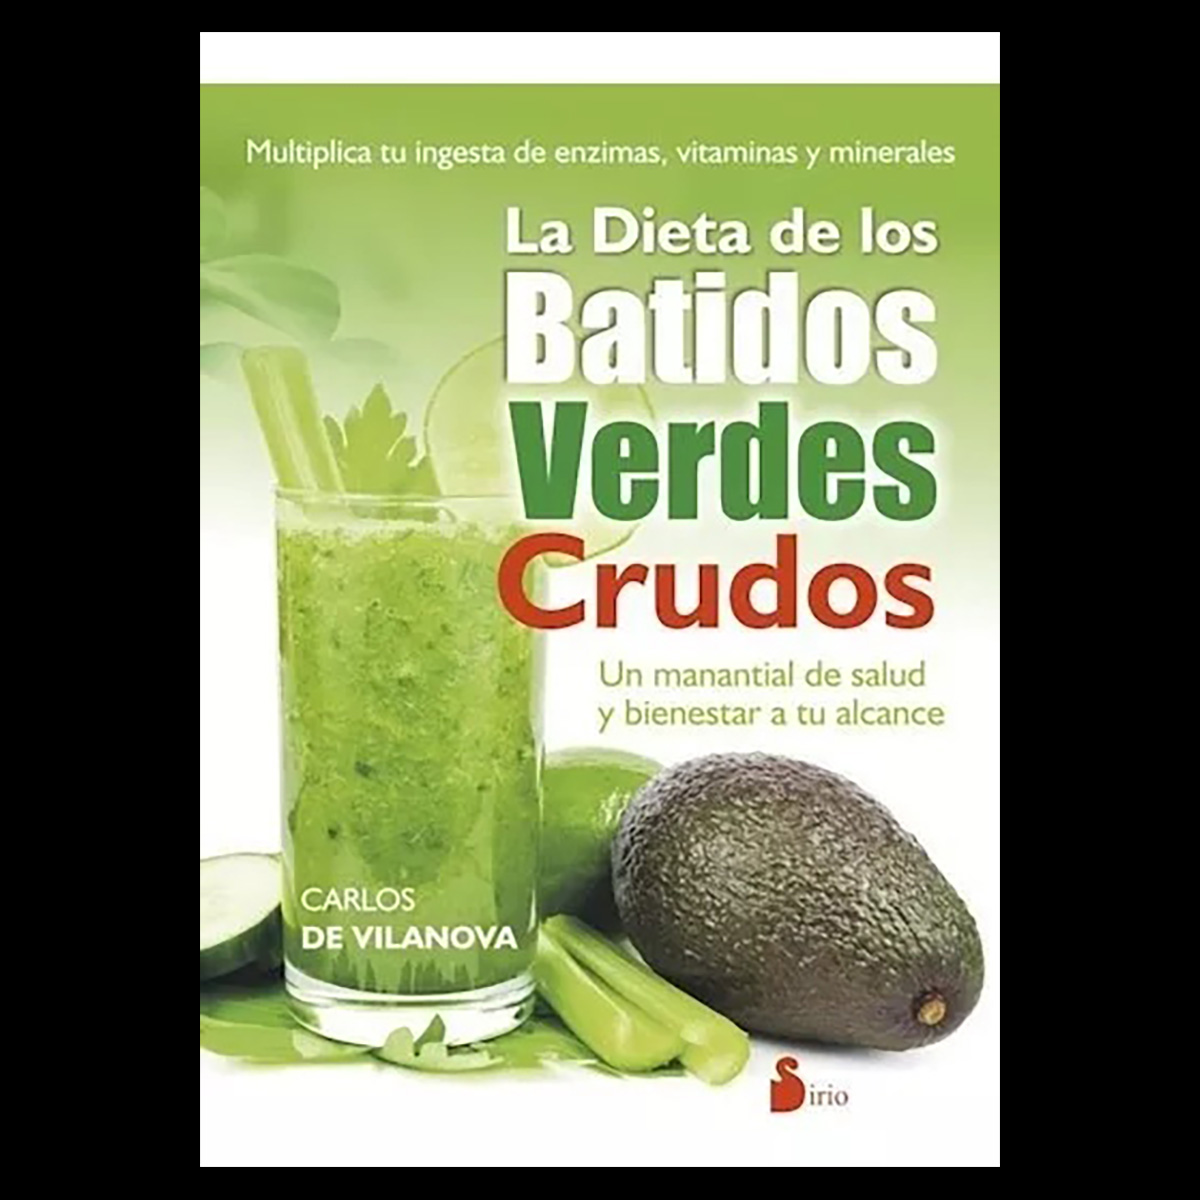 Multiplica tu ingesta de enzimas, vitaminas y minerales
La Dieta de los
Batidos
Verdes
Crudos
Un manantial de salud
y bienestar a tu alcance
CARLOS
DE VILANOVA
Sirio